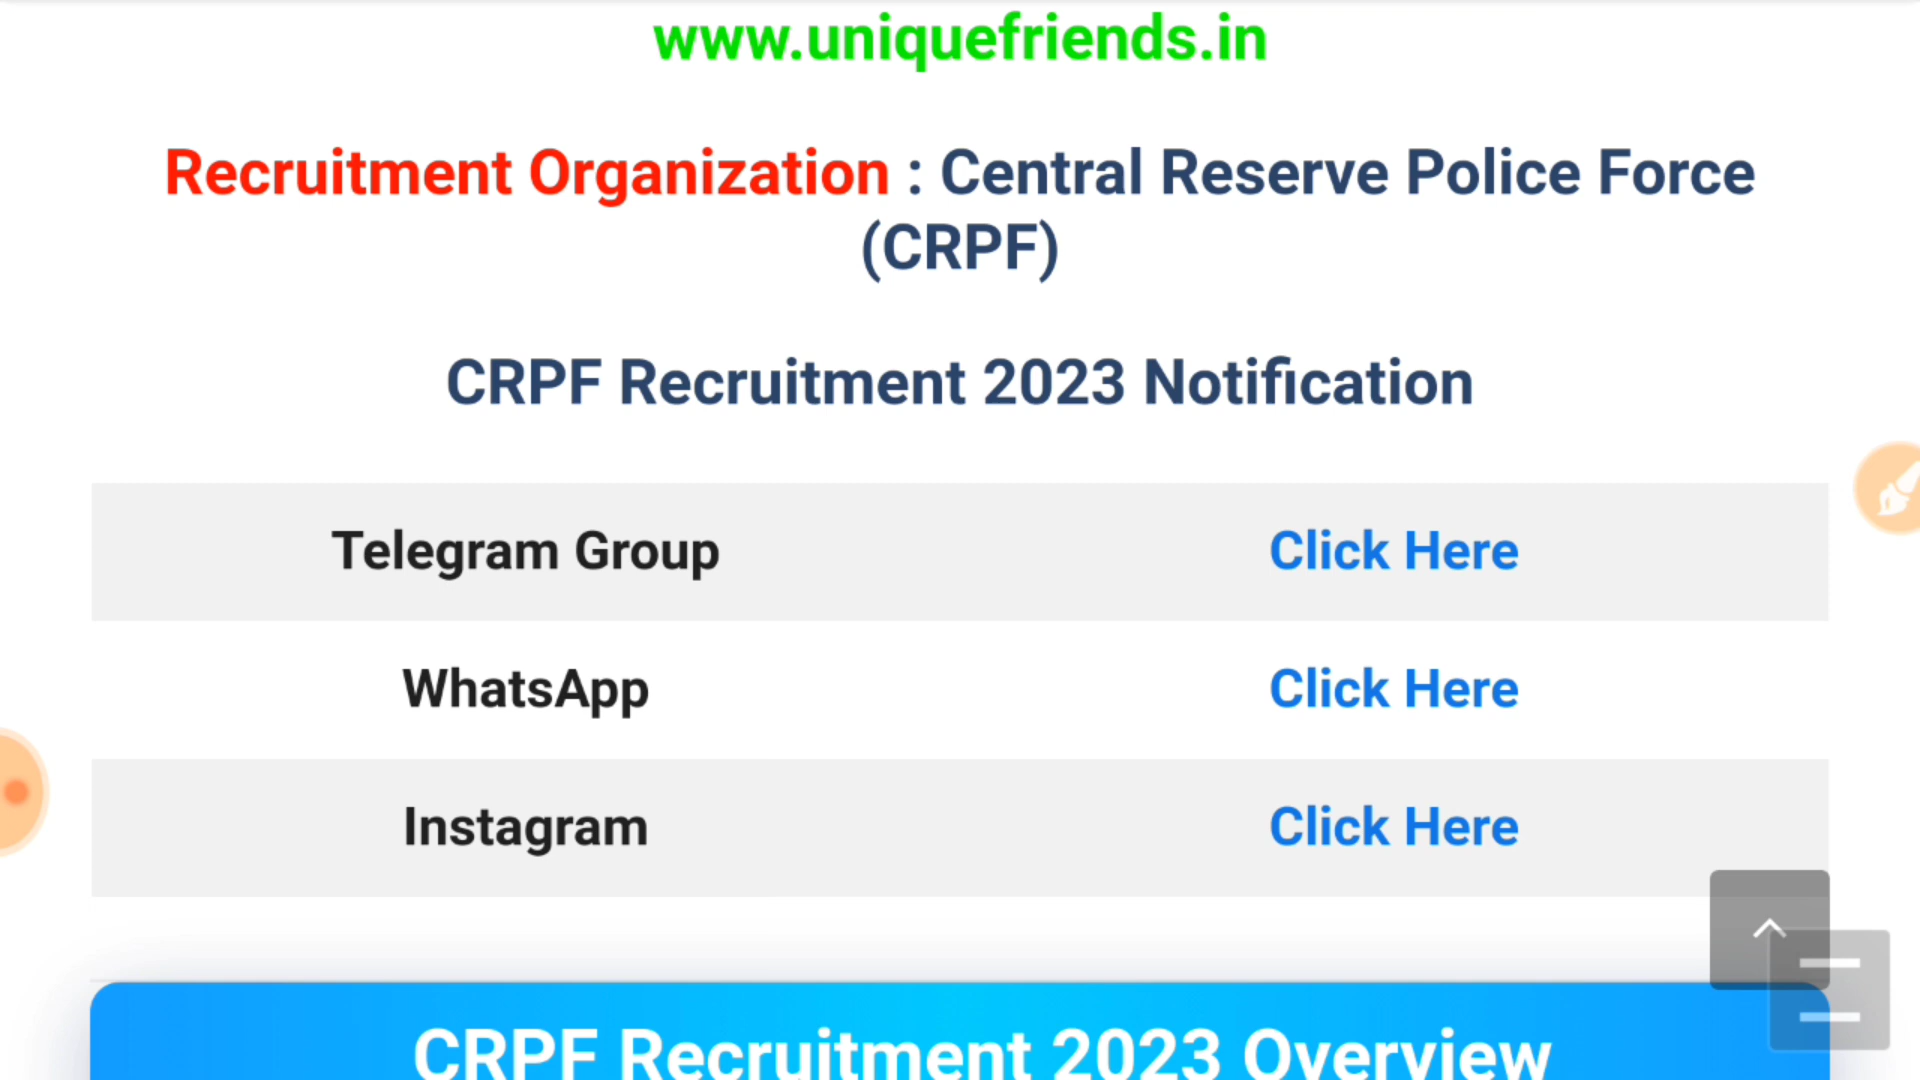 www.uniquefriends.in
Recruitment Organization : Central Reserve Police Force
(CRPF)
CRPF Recruitment 2023 Notification
Telegram Group Click Here
WhatsApp Click Here
Instagram Click Here
CRPF Recruitment 2023 Overview